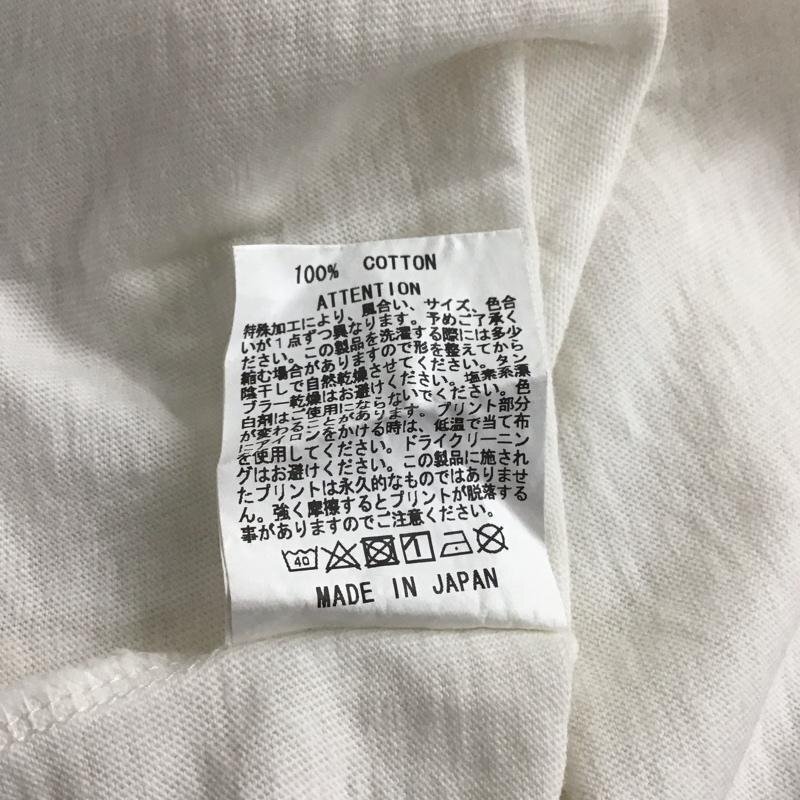 100% COTTON
ATTENTION
特殊加工により、風合い、サイズ、色合
いが1点ずつ異なります。予めご了承く
ださい。この製品を洗濯する際には多少
縮む場合がありますので形を整えてから
陰干しで自然乾燥させてください。タン
ブラー乾燥はお避けください。塩素系漂
白剤はご使用にならないでください。色
が変わることがあります。プリント部分
にアイロンをかける時は、低温で当て布
を使用してください。ドライクリーニン
グはお避けください。この製品に施され
たプリントは永久的なものではありませ
ん。強く摩擦するとプリントが脱落する
事がありますのでご注意ください。
40
MADE IN JAPAN